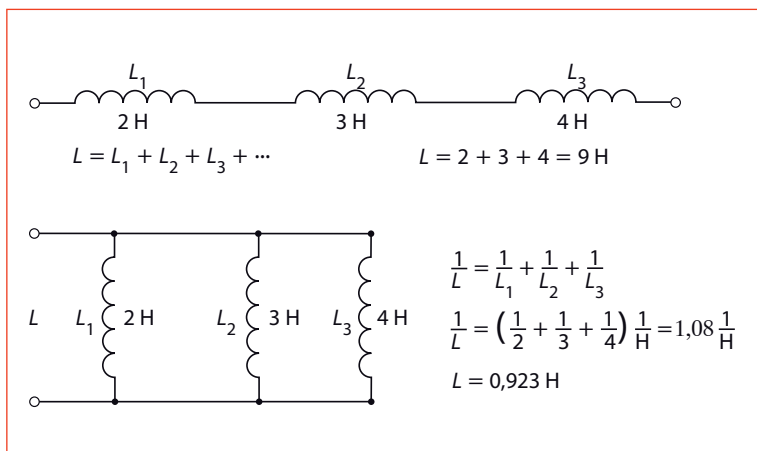 L₁ L₂ L₃
2 H 3 H 4 H
L = L₁ + L₂ + L₃ + ··· L = 2 + 3 + 4 = 9 H
L L₁ 2 H L₂ 3 H L₃ 4 H
1/L = 1/L₁ + 1/L₂ + 1/L₃
1/L = (1/2 + 1/3 + 1/4) 1/H = 1,08 1/H
L = 0,923 H